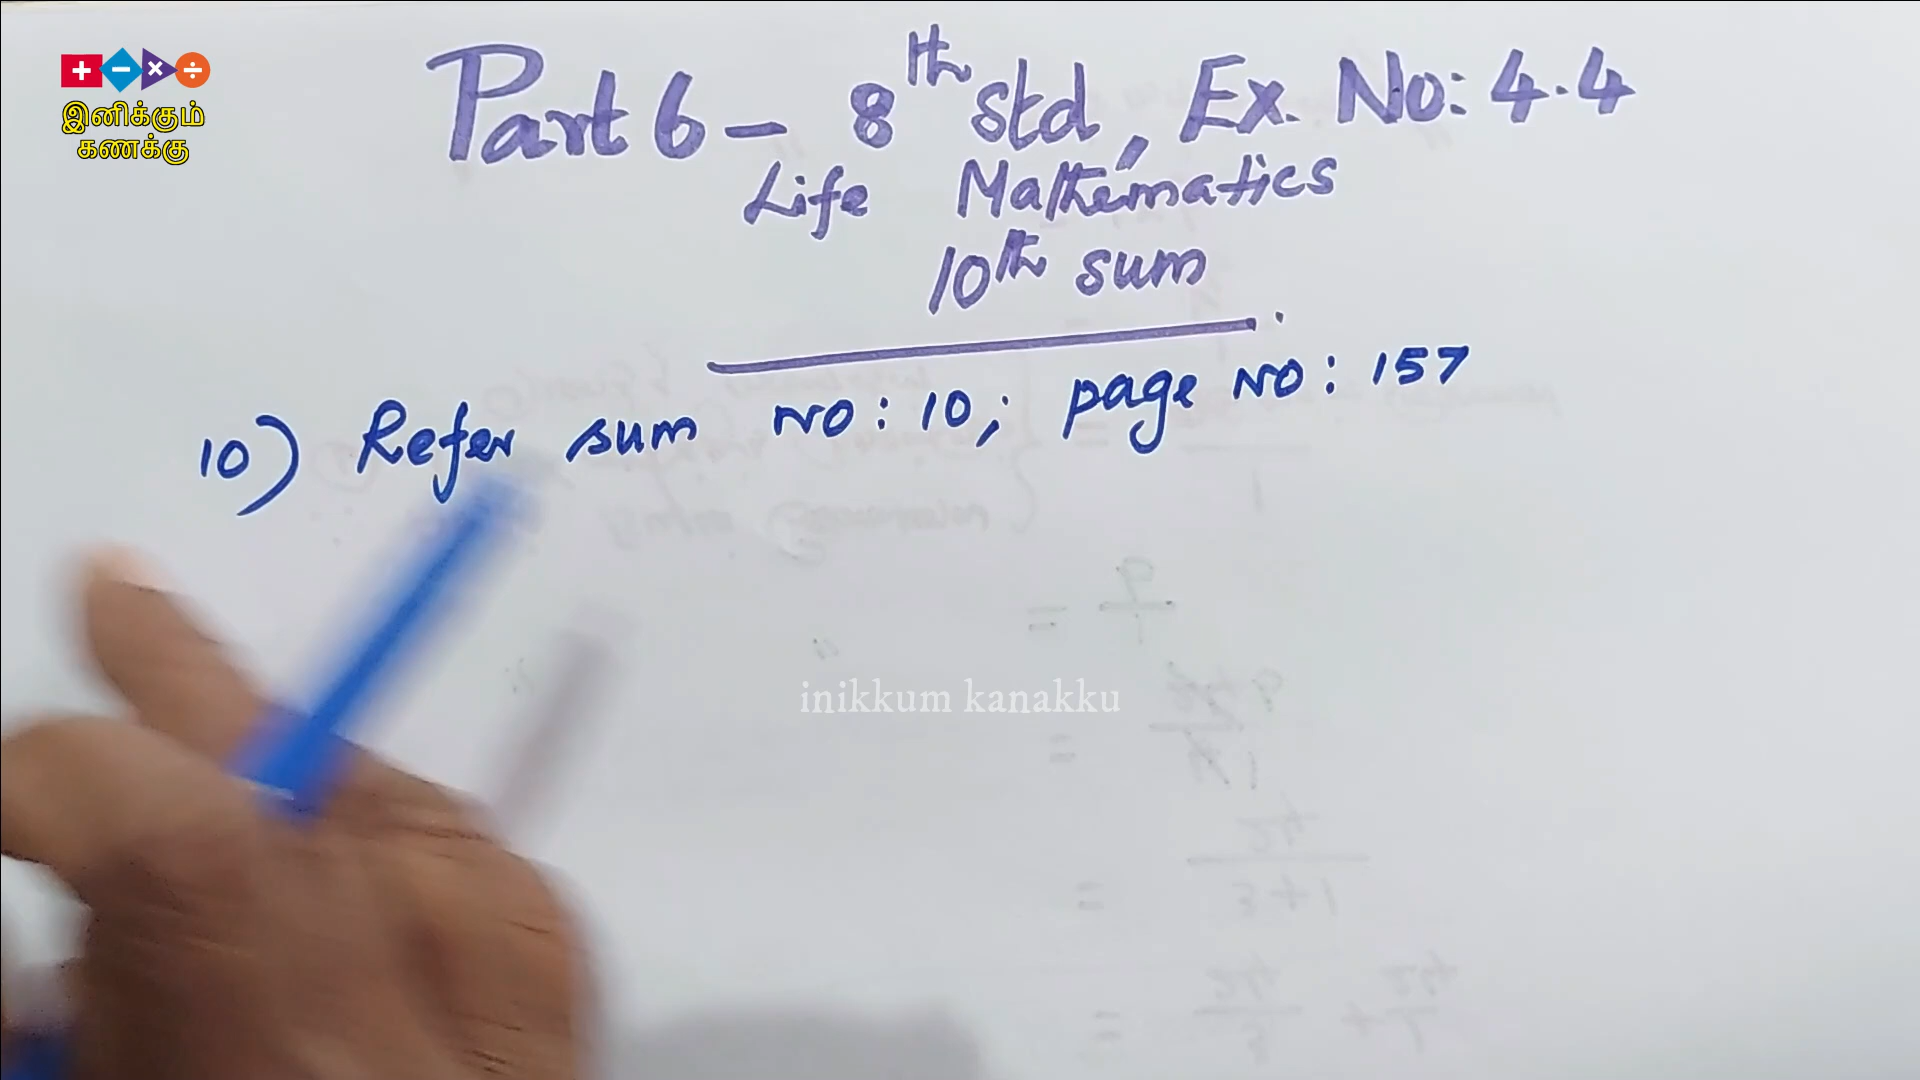 இனிக்கும்
கணக்கு
Part 6 - 8th std, Ex. No: 4.4
Life Mathematics
10th sum
10) Refer sum NO: 10; page NO: 157
inikkum kanakku